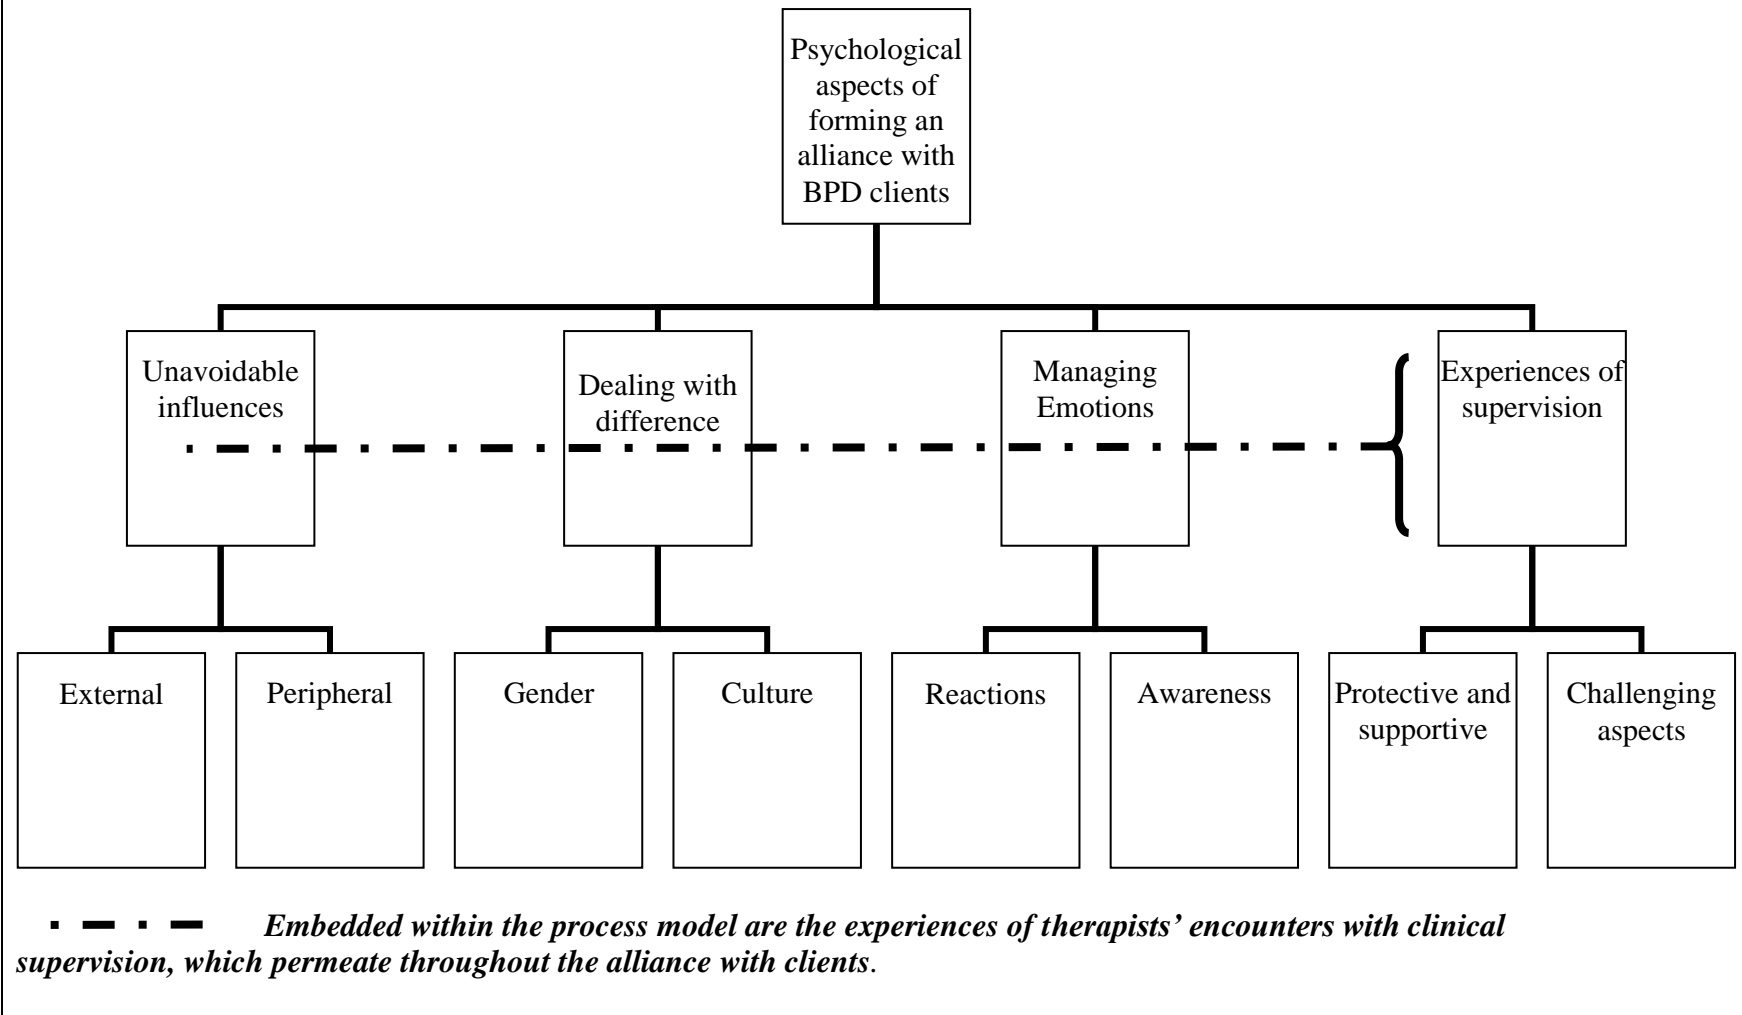 Psychological
aspects of
forming an
alliance with
BPD clients
Unavoidable
influences
Dealing with
difference
Managing
Emotions
Experiences of
supervision
External
Peripheral
Gender
Culture
Reactions
Awareness
Protective and
supportive
Challenging
aspects
Embedded within the process model are the experiences of therapists’ encounters with clinical
supervision, which permeate throughout the alliance with clients.